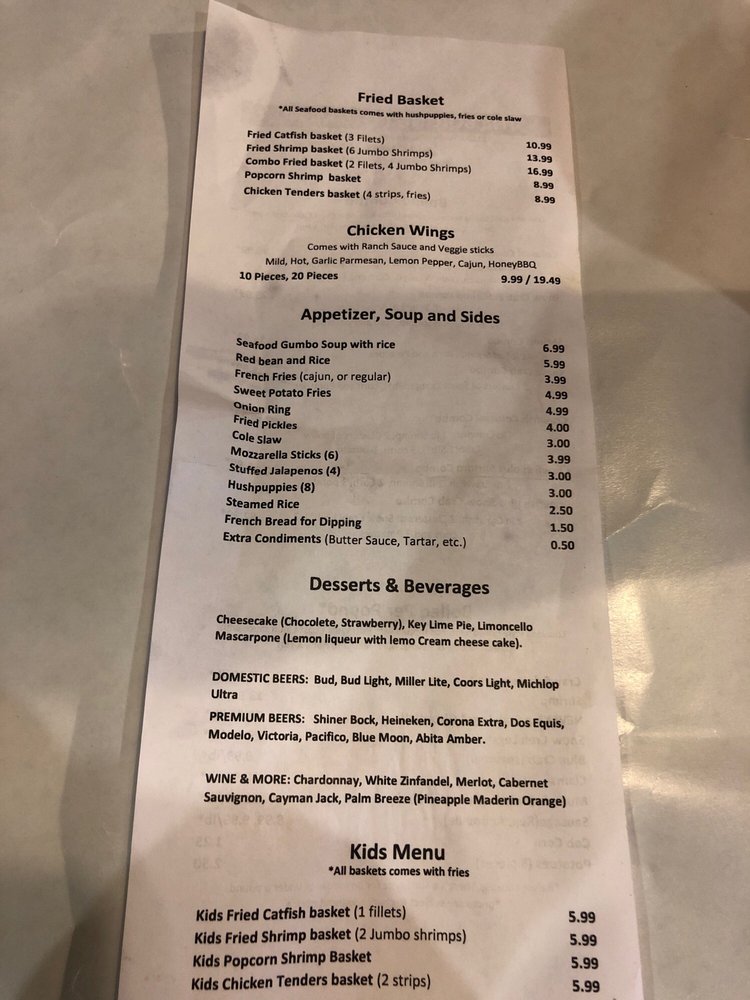 Fried Basket
*All Seafood baskets comes with hushpuppies, fries or cole slaw
Fried Catfish basket (3 Filets) 10.99
Fried Shrimp basket (6 Jumbo Shrimps) 13.99
Combo Fried basket (2 Filets, 4 Jumbo Shrimps) 16.99
Popcorn Shrimp basket 8.99
Chicken Tenders basket (4 strips, fries) 8.99
Chicken Wings
Comes with Ranch Sauce and Veggie sticks
Mild, Hot, Garlic Parmesan, Lemon Pepper, Cajun, HoneyBBQ
10 Pieces, 20 Pieces 9.99 / 19.49
Appetizer, Soup and Sides
Seafood Gumbo Soup with rice 6.99
Red bean and Rice 5.99
French Fries (cajun, or regular) 3.99
Sweet Potato Fries 4.99
Onion Ring 4.99
Fried Pickles 4.00
Cole Slaw 3.00
Mozzarella Sticks (6) 3.99
Stuffed Jalapenos (4) 3.00
Hushpuppies (8) 3.00
Steamed Rice 2.50
French Bread for Dipping 1.50
Extra Condiments (Butter Sauce, Tartar, etc.) 0.50
Desserts & Beverages
Cheesecake (Chocolete, Strawberry), Key Lime Pie, Limoncello
Mascarpone (Lemon liqueur with lemo Cream cheese cake).
DOMESTIC BEERS: Bud, Bud Light, Miller Lite, Coors Light, Michlop
Ultra
PREMIUM BEERS: Shiner Bock, Heineken, Corona Extra, Dos Equis,
Modelo, Victoria, Pacifico, Blue Moon, Abita Amber.
WINE & MORE: Chardonnay, White Zinfandel, Merlot, Cabernet
Sauvignon, Cayman Jack, Palm Breeze (Pineapple Maderin Orange)
Kids Menu
*All baskets comes with fries
Kids Fried Catfish basket (1 fillets) 5.99
Kids Fried Shrimp basket (2 Jumbo shrimps) 5.99
Kids Popcorn Shrimp Basket 5.99
Kids Chicken Tenders basket (2 strips) 5.99